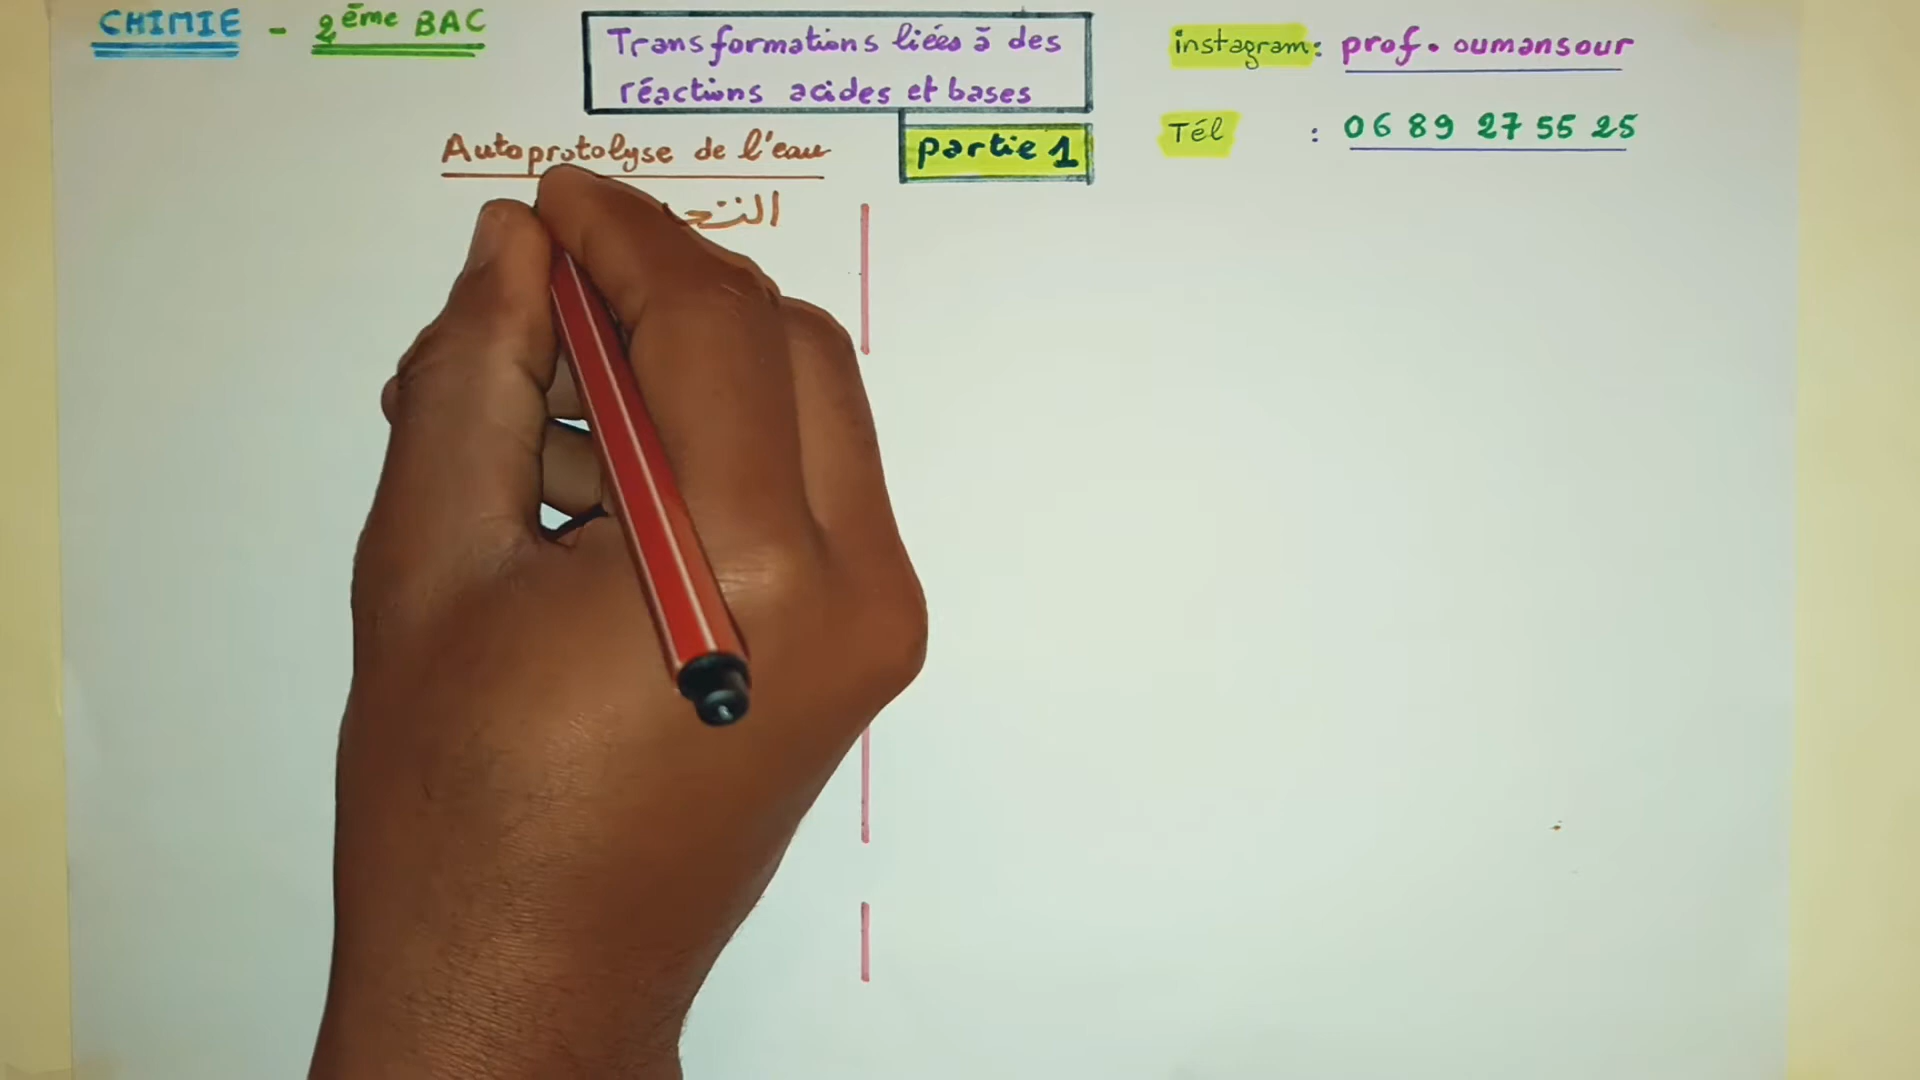 CHIMIE - 2ème BAC
Transformations liées à des
réactions acides et bases
partie 1
instagram: prof.oumansour
Tél : 06 89 27 55 25
Autoprotolyse de l'eau